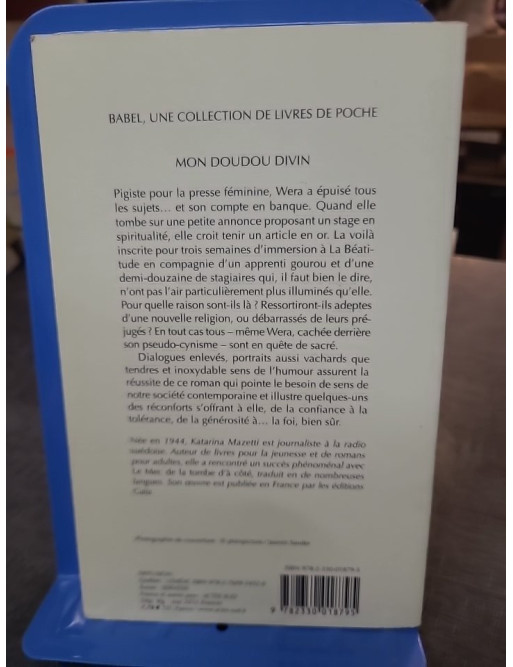 BABEL, UNE COLLECTION DE LIVRES DE POCHE
MON DOUDOU DIVIN
Pigiste pour la presse féminine, Wera a épuisé tous
les sujets... et son compte en banque. Quand elle
tombe sur une petite annonce proposant un stage en
spiritualité, elle croit tenir un article en or. La voilà
inscrite pour trois semaines d'immersion à La Béati-
tude en compagnie d'un apprenti gourou et d'une
demi-douzaine de stagiaires qui, il faut bien le dire,
n'ont pas l'air particulièrement plus illuminés qu'elle.
Pour quelle raison sont-ils là ? Ressortiront-ils adeptes
d'une nouvelle religion, ou débarrassés de leurs pré-
jugés ? En tout cas tous – même Wera, cachée derrière
son pseudo-cynisme – sont en quête de sacré.
Dialogues enlevés, portraits aussi vachards que
tendres et inoxydable sens de l'humour assurent la
réussite de ce roman qui pointe le besoin de sens de
notre société contemporaine et illustre quelques-uns
des réconforts s'offrant à elle, de la confiance à la
tolérance, de la générosité à... la foi, bien sûr.
Née en 1944, Katarina Mazetti est journaliste à la radio
suédoise. Auteur de livres pour la jeunesse et de romans
pour adultes, elle a rencontré un succès phénoménal avec
Le Mec de la tombe d'à côté, traduit en de nombreuses
langues. Son œuvre est publiée en France par les éditions
Gaïa.
9 782330 018795